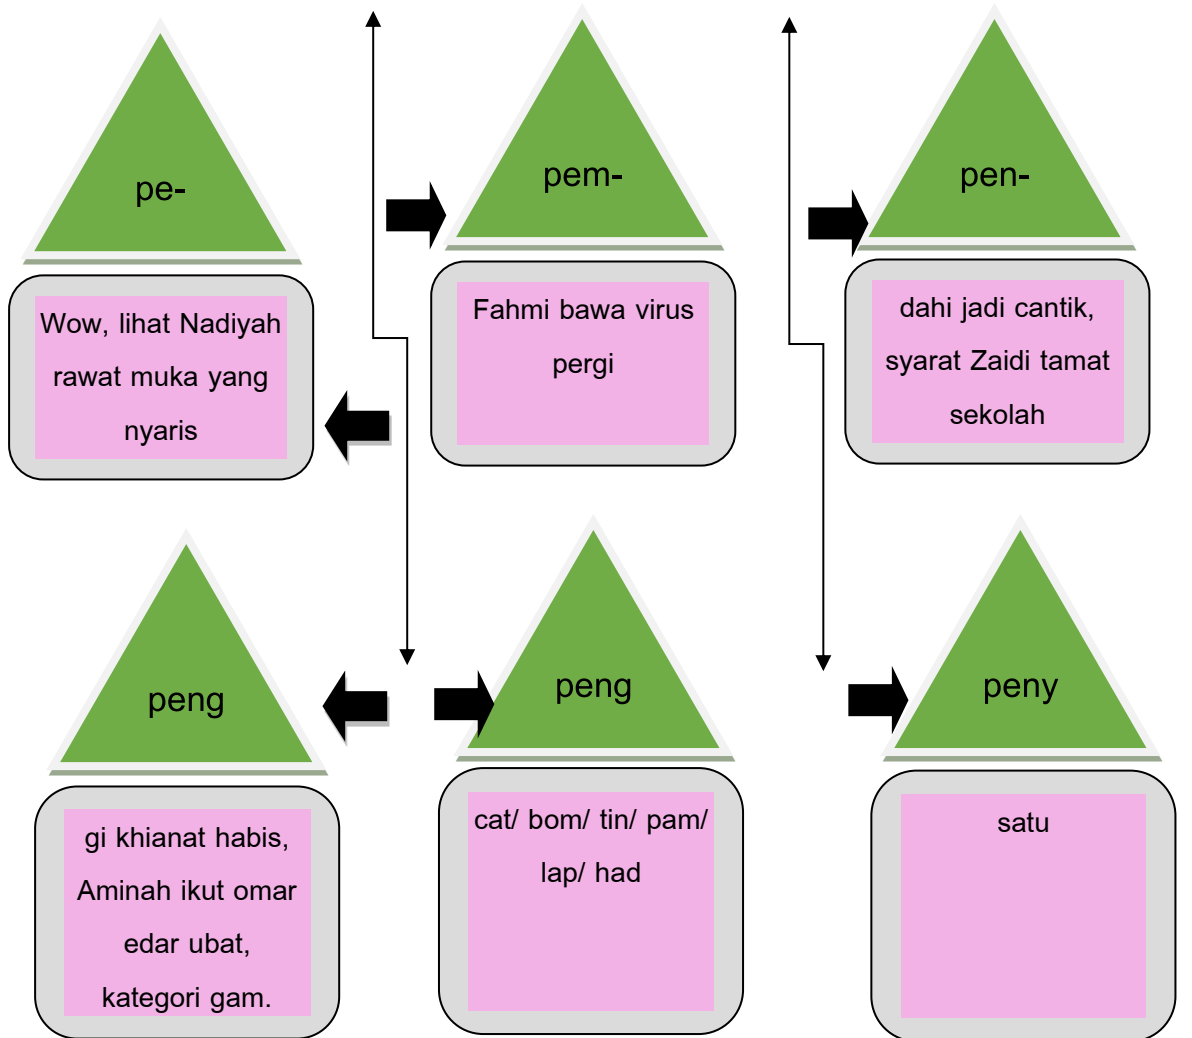 pe-
Wow, lihat Nadiyah
rawat muka yang
nyaris
pem-
Fahmi bawa virus
pergi
pen-
dahi jadi cantik,
syarat Zaidi tamat
sekolah
peng
gi khianat habis,
Aminah ikut omar
edar ubat,
kategori gam.
peng
cat/ bom/ tin/ pam/
lap/ had
peny
satu